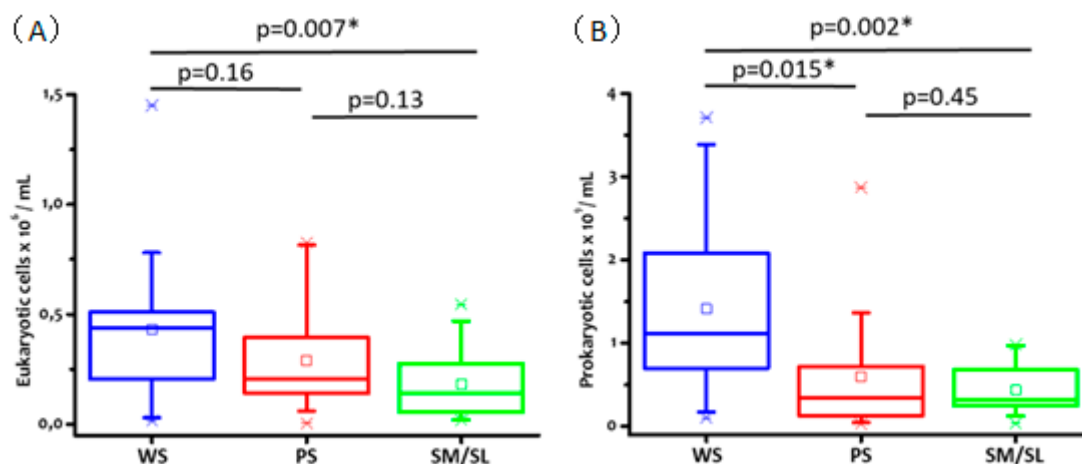 (A)
p=0.007*
p=0.16
p=0.13
Eukaryotic cells x 10⁶/ mL
1,5
1,0
0,5
0,0
WS PS SM/SL
(B)
p=0.002*
p=0.015*
p=0.45
Prokaryotic cells x / mL
4
3
2
1
0
WS PS SM/SL